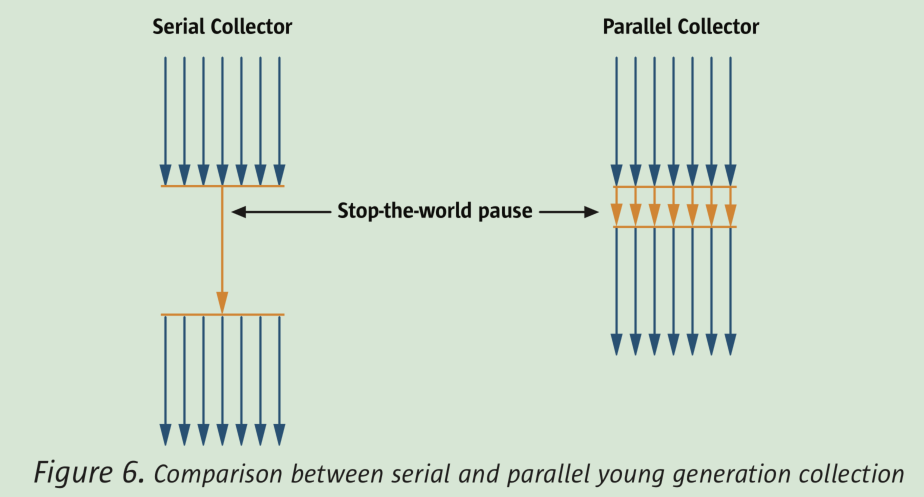 Serial Collector
Parallel Collector
Stop-the-world pause
Figure 6. Comparison between serial and parallel young generation collection